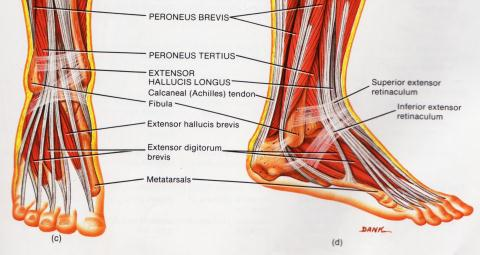 PERONEUS BREVIS
PERONEUS TERTIUS
EXTENSOR
HALLUCIS LONGUS
Calcaneal (Achilles) tendon
Fibula
Extensor hallucis brevis
Extensor digitorum
brevis
Metatarsals
Superior extensor
retinaculum
Inferior extensor
retinaculum
DANK
(c)
(d)